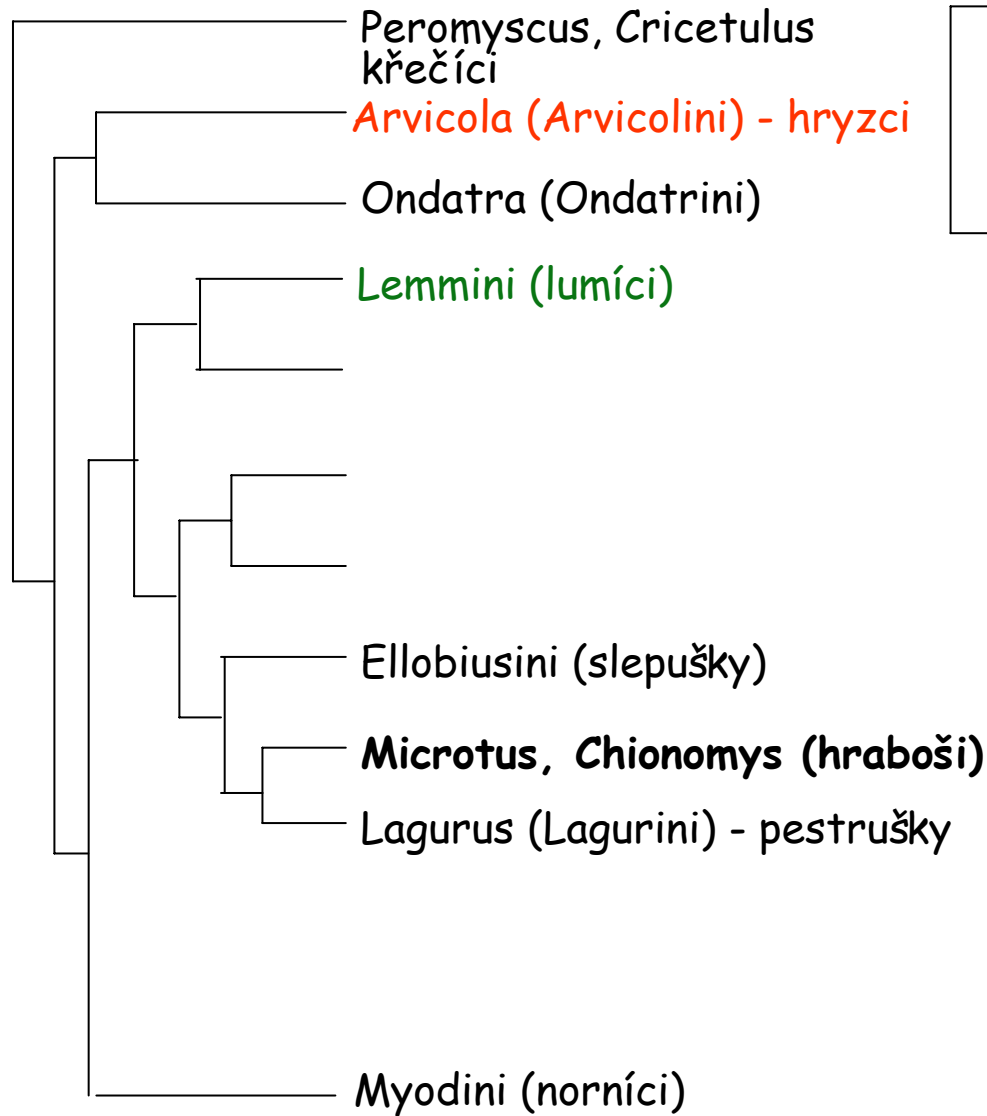 Peromyscus, Cricetulus
křečíci
Arvicola (Arvicolini) - hryzci
Ondatra (Ondatrini)
Lemmini (lumíci)
Ellobiusini (slepušky)
Microtus, Chionomys (hraboši)
Lagurus (Lagurini) - pestrušky
Myodini (norníci)